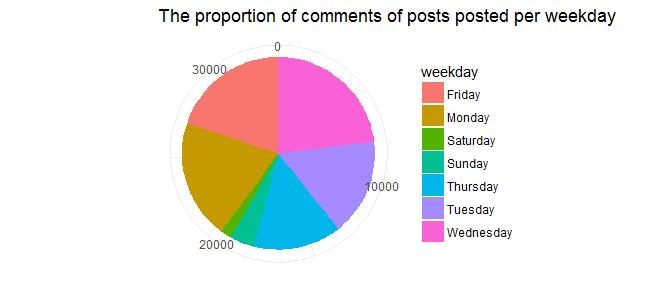 The proportion of comments of posts posted per weekday
0
30000
10000
20000
weekday
Friday
Monday
Saturday
Sunday
Thursday
Tuesday
Wednesday